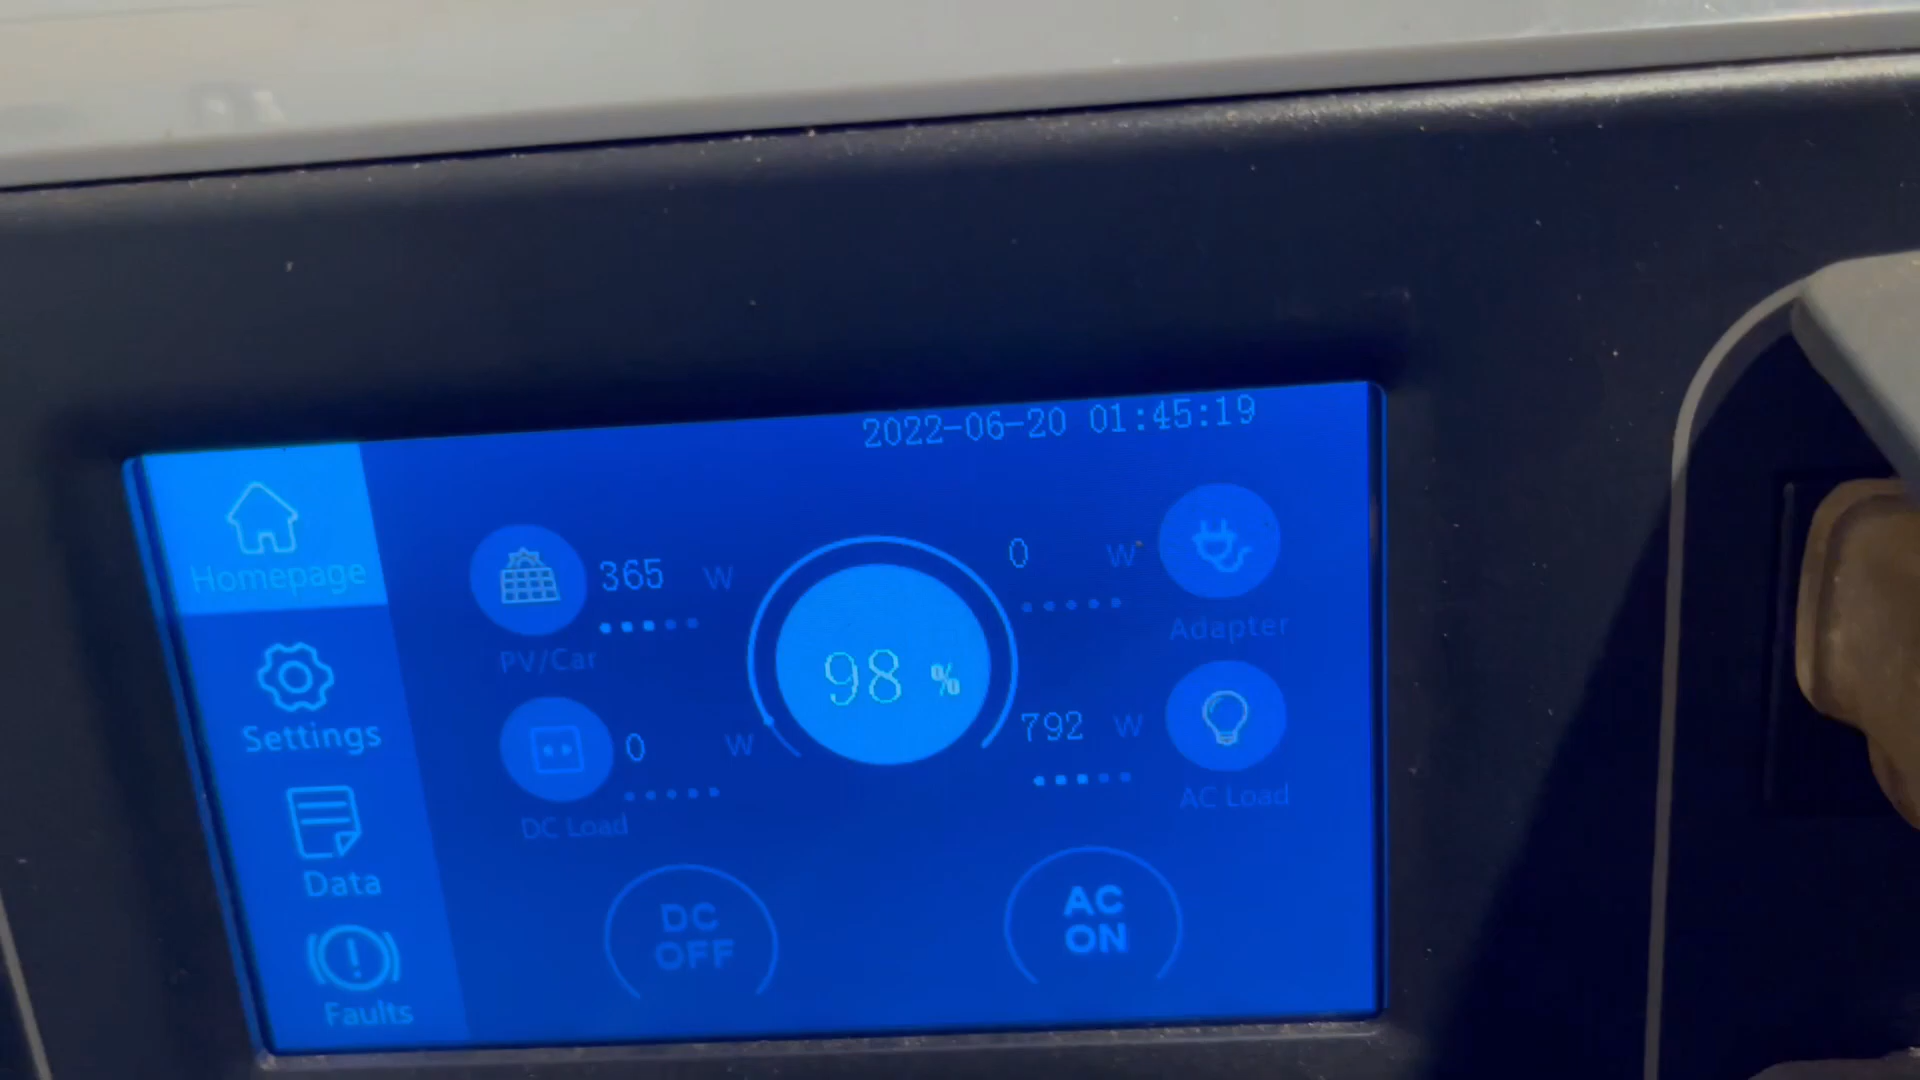 2022-06-20 01:45:19
Homepage
Settings
Data
Faults
365 W
PV/Car
0 W
DC Load
98 %
0 W
Adapter
792 W
AC Load
DC
OFF
AC
ON